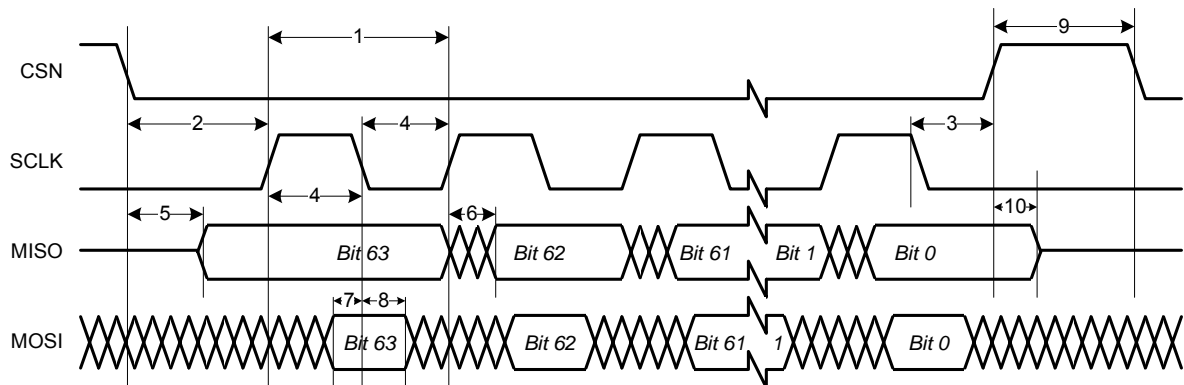 1
9
CSN
2
4
3
SCLK
4
5
6
10
MISO
Bit 63
Bit 62
Bit 61
Bit 1
Bit 0
7
8
MOSI
Bit 63
Bit 62
Bit 61
1
Bit 0